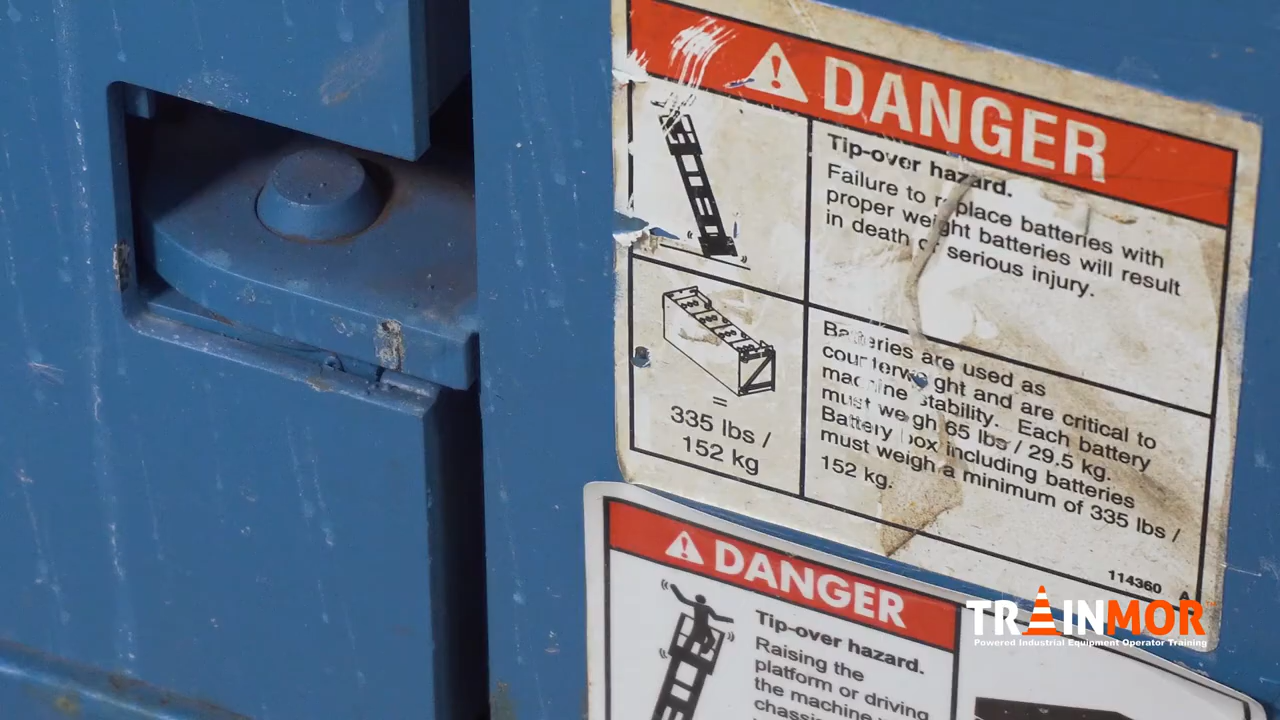 DANGER
Tip-over hazard.
Failure to replace batteries with
proper weight batteries will result
in death or serious injury.
=
335 lbs /
152 kg
Batteries are used as
counterweight and are critical to
machine stability. Each battery
must weigh 65 lbs / 29.5 kg.
Battery box including batteries
must weigh a minimum of 335 lbs /
152 kg.
114360 A
DANGER
Tip-over hazard.
Raising the
platform or driving
the machine
chassis
TRAINMOR
Powered Industrial Equipment Operator Training